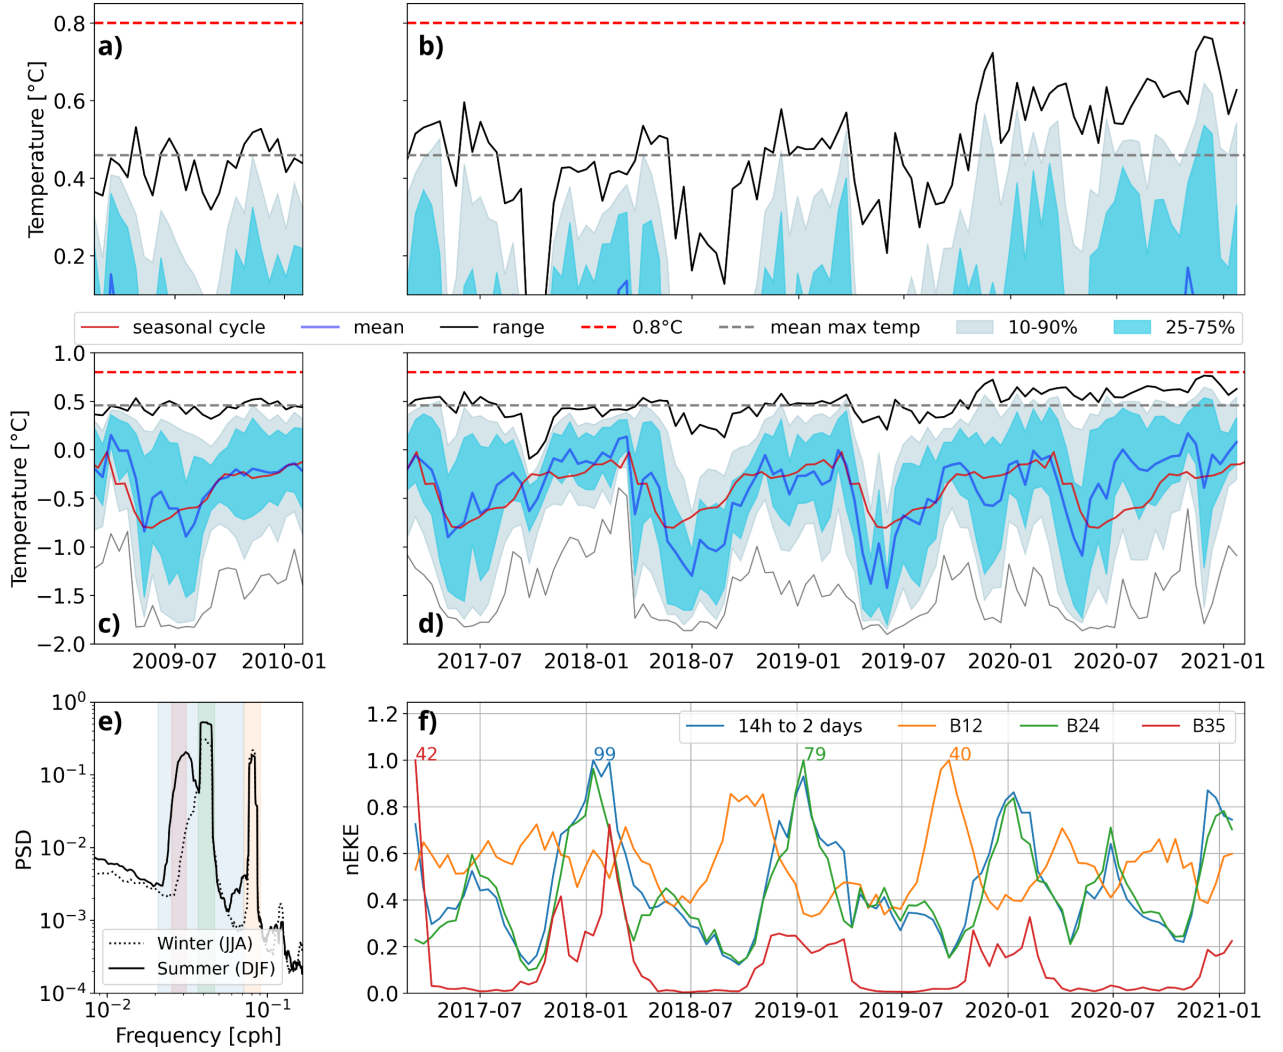 a)
b)
Temperature [°C]
0.8
0.6
0.4
0.2
seasonal cycle
mean
range
0.8°C
mean max temp
10-90%
25-75%
c)
d)
Temperature [°C]
1.0
0.5
0.0
−0.5
−1.0
−1.5
−2.0
2009-07 2010-01
2017-07 2018-01 2018-07 2019-01 2019-07 2020-01 2020-07 2021-01
e)
PSD
10⁰
10⁻¹
10⁻²
10⁻³
10⁻⁴
Winter (JJA)
Summer (DJF)
10⁻² 10⁻¹
Frequency [cph]
f)
14h to 2 days
B12
B24
B35
42
99
79
40
nEKE
1.2
1.0
0.8
0.6
0.4
0.2
0.0
2017-07 2018-01 2018-07 2019-01 2019-07 2020-01 2020-07 2021-01